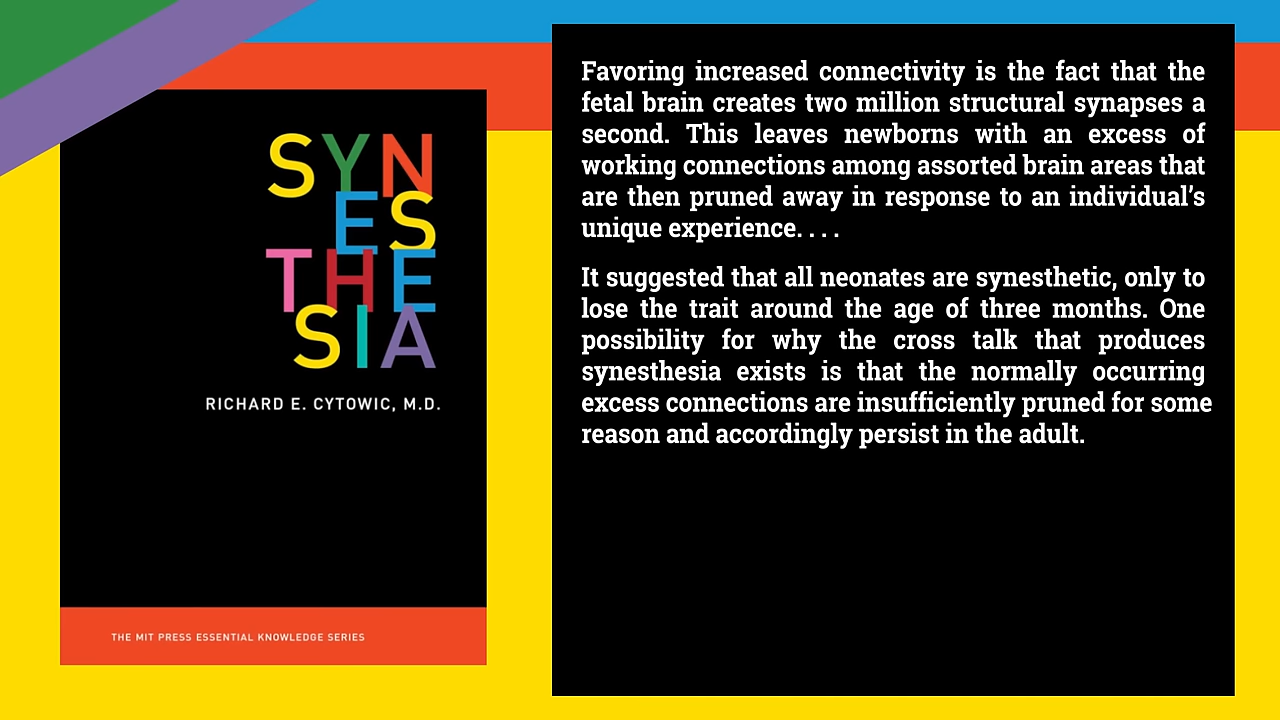 SYN
ES
THE
SIA
RICHARD E. CYTOWIC, M.D.
THE MIT PRESS ESSENTIAL KNOWLEDGE SERIES
Favoring increased connectivity is the fact that the
fetal brain creates two million structural synapses a
second. This leaves newborns with an excess of
working connections among assorted brain areas that
are then pruned away in response to an individual’s
unique experience. . . .
It suggested that all neonates are synesthetic, only to
lose the trait around the age of three months. One
possibility for why the cross talk that produces
synesthesia exists is that the normally occurring
excess connections are insufficiently pruned for some
reason and accordingly persist in the adult.